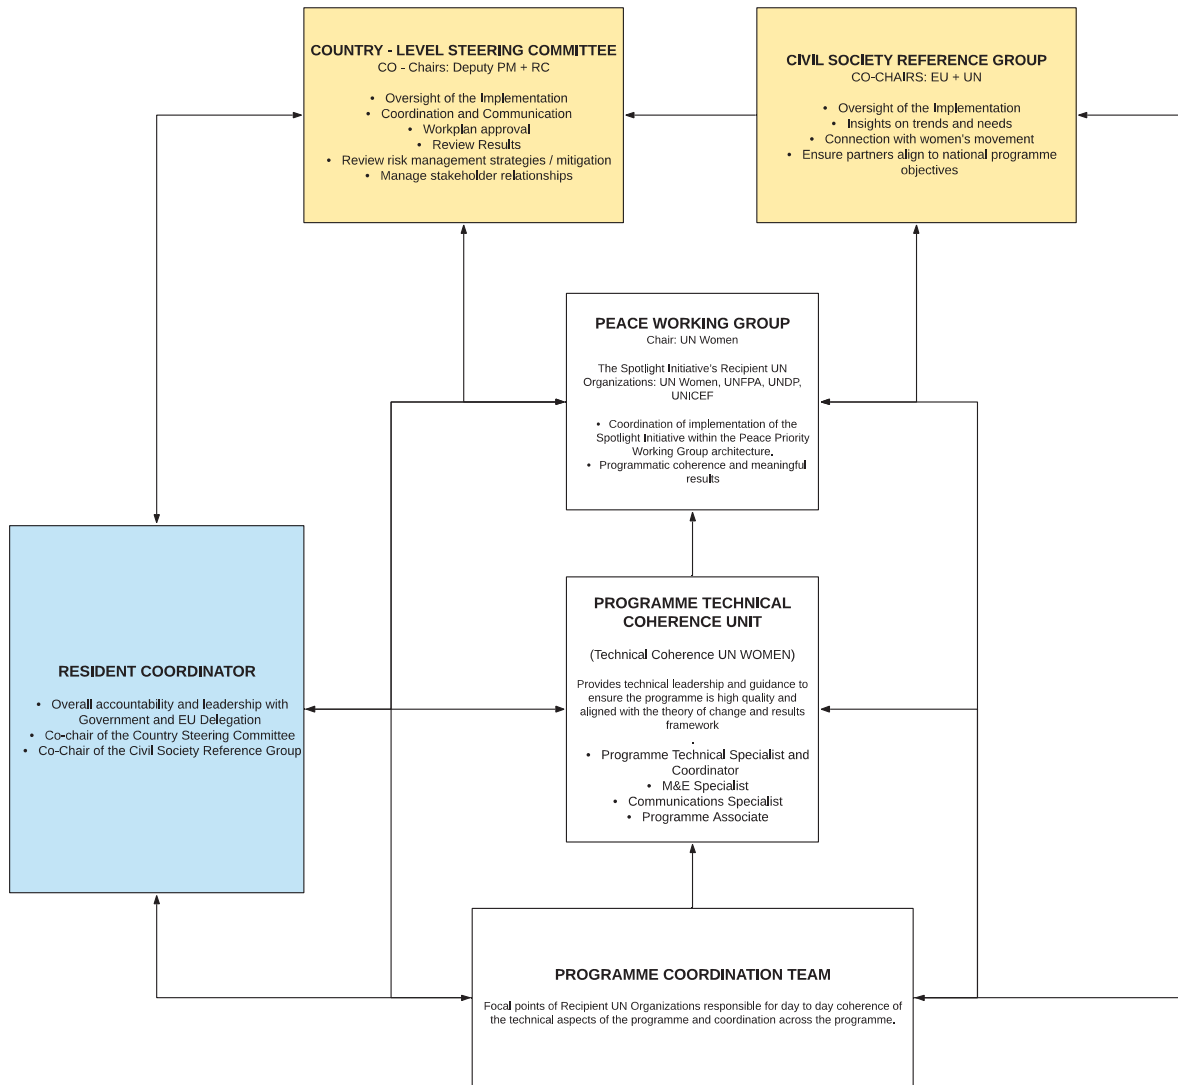 COUNTRY - LEVEL STEERING COMMITTEE
CO - Chairs: Deputy PM + RC
• Oversight of the Implementation
• Coordination and Communication
• Workplan approval
• Review Results
• Review risk management strategies / mitigation
• Manage stakeholder relationships
CIVIL SOCIETY REFERENCE GROUP
CO-CHAIRS: EU + UN
• Oversight of the Implementation
• Insights on trends and needs
• Connection with women's movement
• Ensure partners align to national programme
objectives
PEACE WORKING GROUP
Chair: UN Women
The Spotlight Initiative's Recipient UN
Organizations: UN Women, UNFPA, UNDP,
UNICEF
• Coordination of implementation of the
Spotlight Initiative within the Peace Priority
Working Group architecture.
• Programmatic coherence and meaningful
results
RESIDENT COORDINATOR
• Overall accountability and leadership with
Government and EU Delegation
• Co-chair of the Country Steering Committee
• Co-Chair of the Civil Society Reference Group
PROGRAMME TECHNICAL
COHERENCE UNIT
(Technical Coherence UN WOMEN)
Provides technical leadership and guidance to
ensure the programme is high quality and
aligned with the theory of change and results
framework
.
• Programme Technical Specialist and
Coordinator
• M&E Specialist
• Communications Specialist
• Programme Associate
PROGRAMME COORDINATION TEAM
Focal points of Recipient UN Organizations responsible for day to day coherence of
the technical aspects of the programme and coordination across the programme.